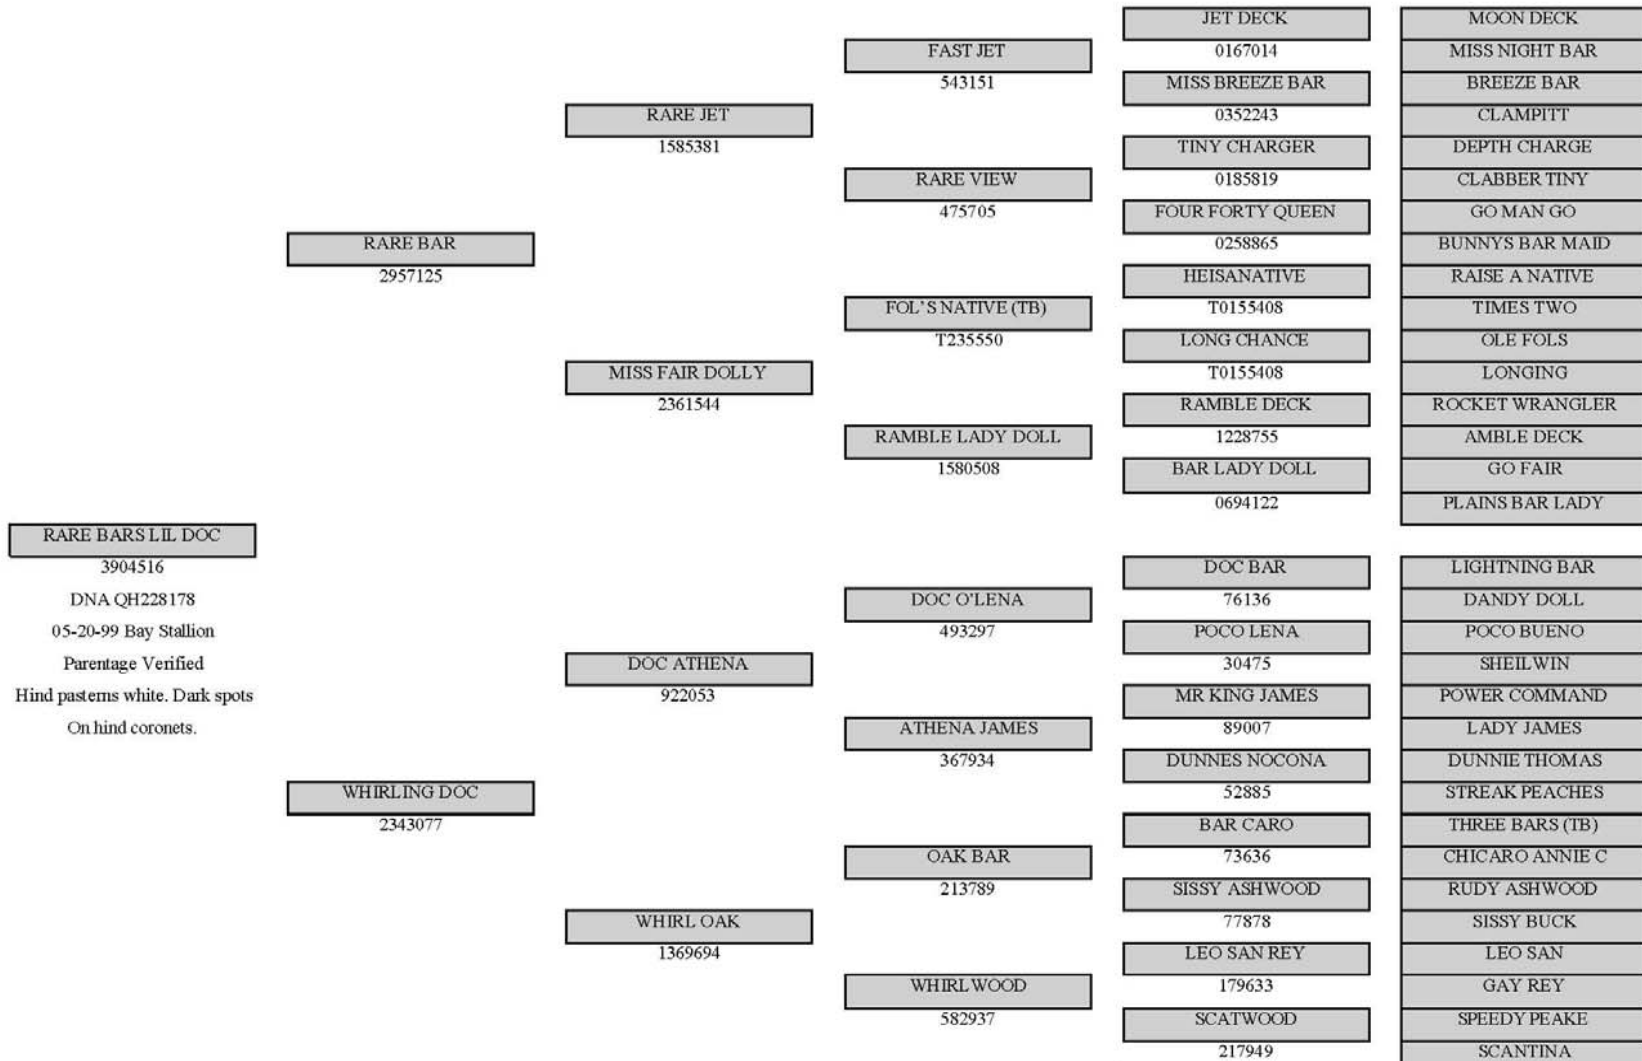 RARE BARS LIL DOC
3904516
DNA QH228178
05-20-99 Bay Stallion
Parentage Verified
Hind pasterns white. Dark spots
On hind coronets.
RARE BAR
2957125
WHIRLING DOC
2343077
RARE JET
1585381
MISS FAIR DOLLY
2361544
DOC ATHENA
922053
WHIRL OAK
1369694
FAST JET
543151
RARE VIEW
475705
FOL'S NATIVE (TB)
T235550
RAMBLE LADY DOLL
1580508
DOC O'LENA
493297
ATHENA JAMES
367934
OAK BAR
213789
WHIRLWOOD
582937
JET DECK
0167014
MISS BREEZE BAR
0352243
TINY CHARGER
0185819
FOUR FORTY QUEEN
0258865
HEISANATIVE
T0155408
LONG CHANCE
T0155408
RAMBLE DECK
1228755
BAR LADY DOLL
0694122
DOC BAR
76136
POCO LENA
30475
MR KING JAMES
89007
DUNNES NOCONA
52885
BAR CARO
73636
SISSY ASHWOOD
77878
LEO SAN REY
179633
SCATWOOD
217949
MOON DECK
MISS NIGHT BAR
BREEZE BAR
CLAMPITT
DEPTH CHARGE
CLABBER TINY
GO MAN GO
BUNNYS BAR MAID
RAISE A NATIVE
TIMES TWO
OLE FOLS
LONGING
ROCKET WRANGLER
AMBLE DECK
GO FAIR
PLAINS BAR LADY
LIGHTNING BAR
DANDY DOLL
POCO BUENO
SHEILWIN
POWER COMMAND
LADY JAMES
DUNNIE THOMAS
STREAK PEACHES
THREE BARS (TB)
CHICARO ANNIE C
RUDY ASHWOOD
SISSY BUCK
LEO SAN
GAY REY
SPEEDY PEAKE
SCANTINA